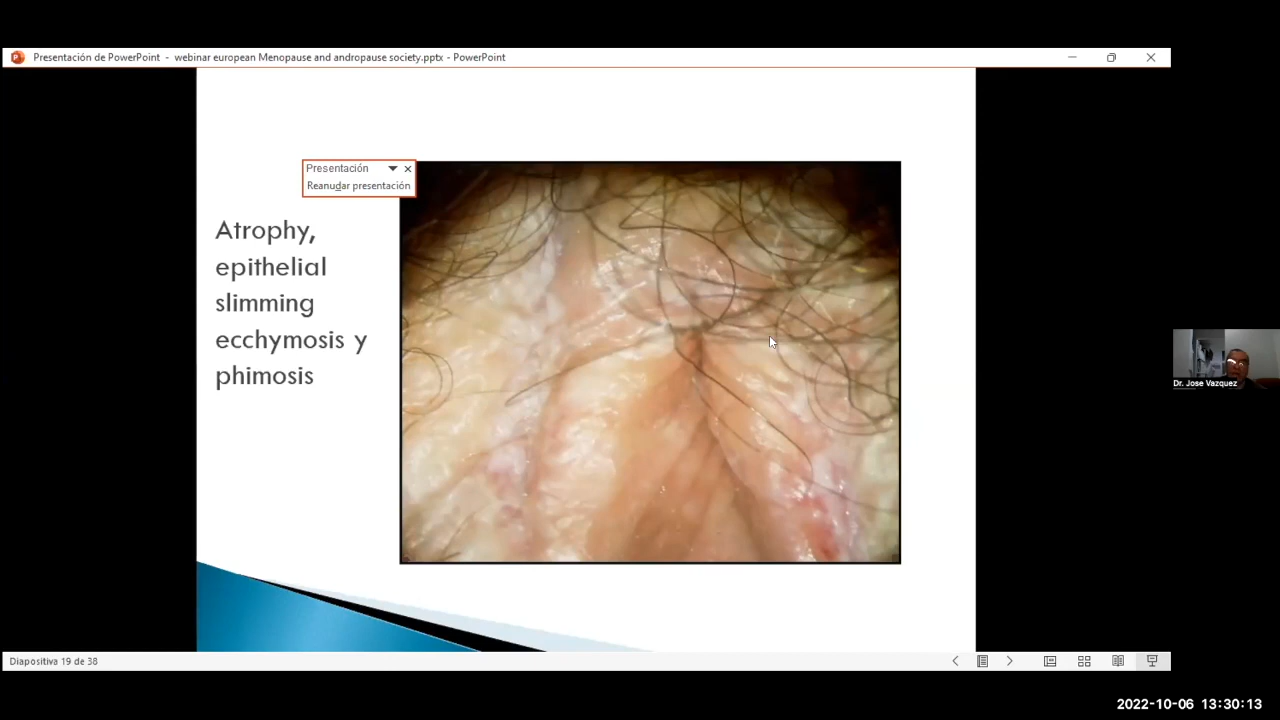 Presentación de PowerPoint - webinar european Menopause and andropause society.pptx - PowerPoint
Presentación
Reanudar presentación
Atrophy,
epithelial
slimming
ecchymosis y
phimosis
Dr. Jose Vazquez
Diapositiva 19 de 38
2022-10-06 13:30:13